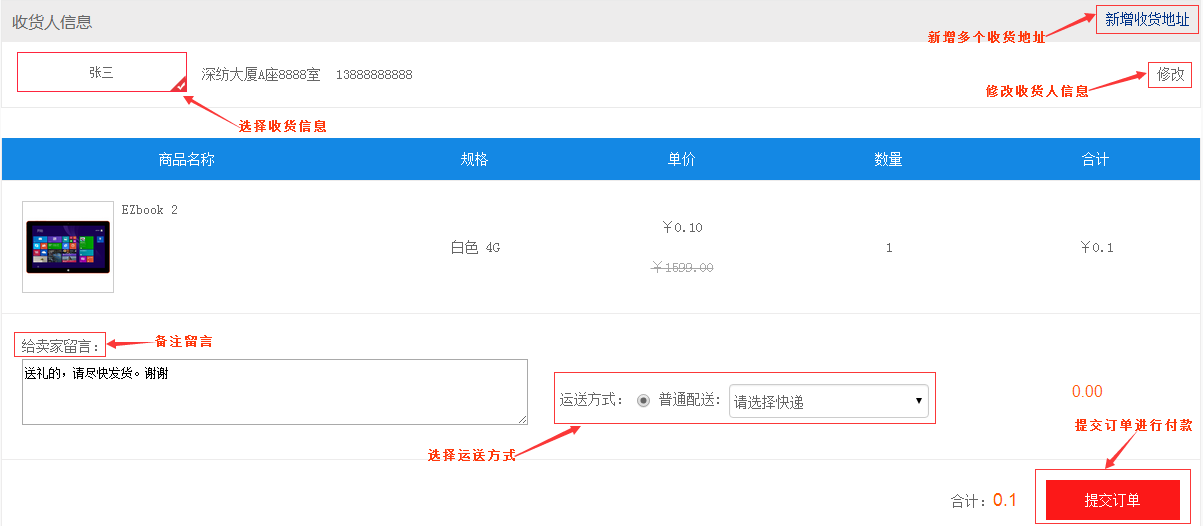 收货人信息
新增收货地址
新增多个收货地址
张三
深纺大厦A座8888室 13888888888
修改
修改收货人信息
选择收货信息
商品名称 规格 单价 数量 合计
EZbook 2
￥0.10
白色 4G
1
￥0.1
￥1599.00
给卖家留言：
备注留言
送礼的，请尽快发货。谢谢
运送方式： 普通配送： 请选择快递
0.00
提交订单进行付款
选择运送方式
合计：0.1
提交订单